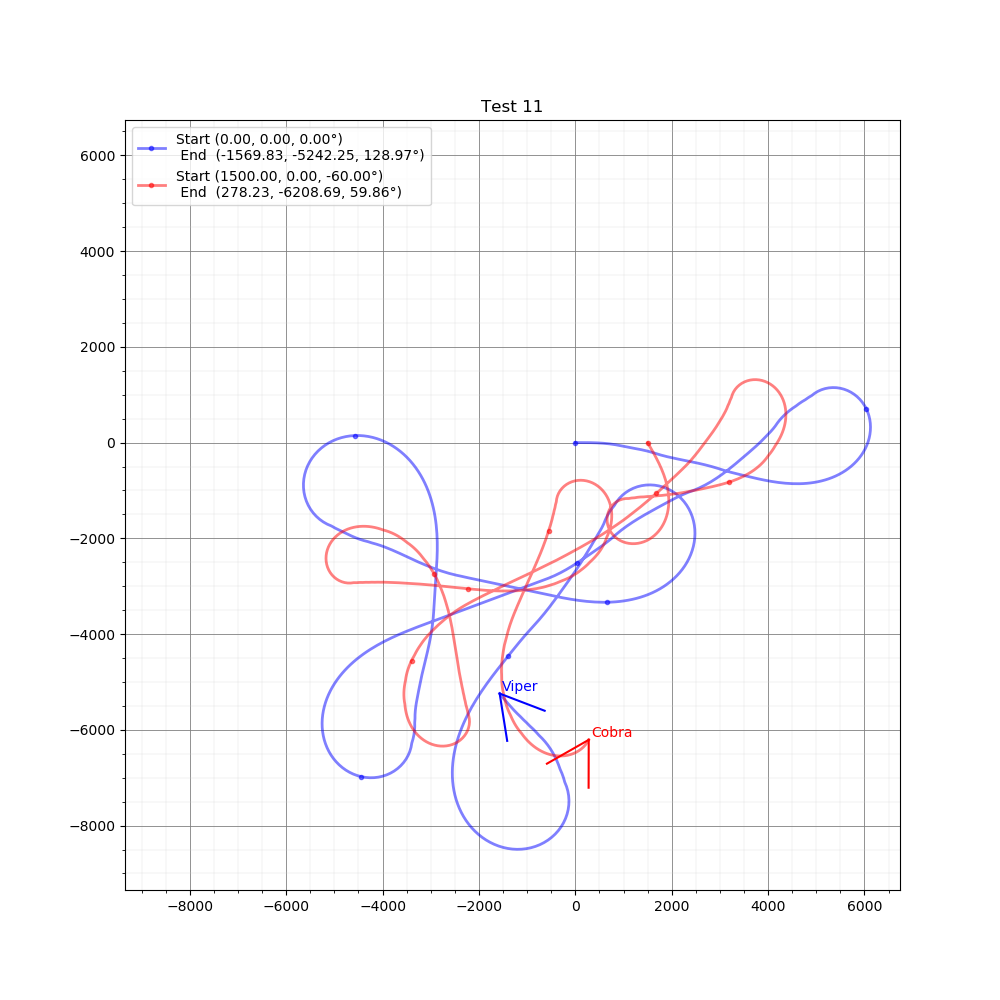 Test 11
Start (0.00, 0.00, 0.00°)
End (-1569.83, -5242.25, 128.97°)
Start (1500.00, 0.00, -60.00°)
End (278.23, -6208.69, 59.86°)
6000
4000
2000
0
−2000
−4000
−6000
−8000
Viper
Cobra
−8000 −6000 −4000 −2000 0 2000 4000 6000